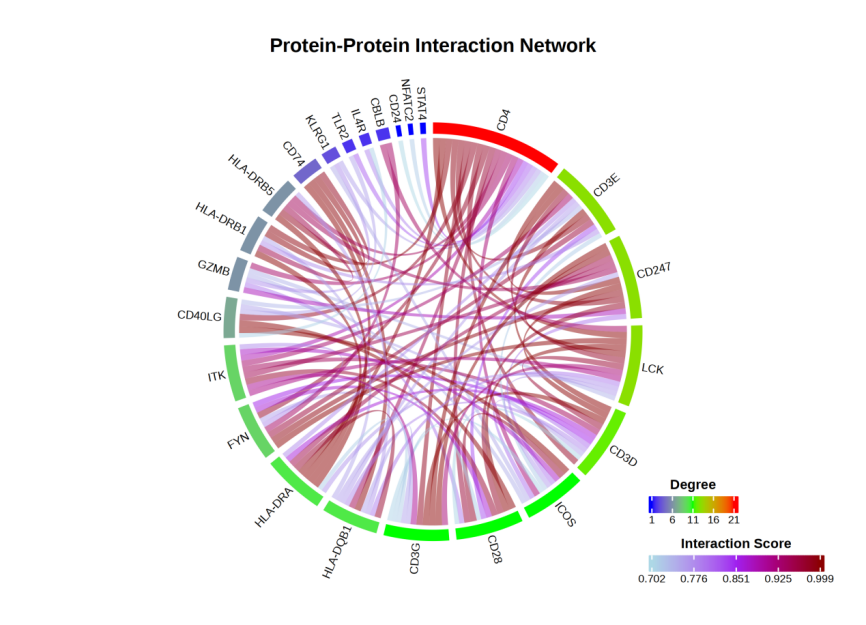 Protein-Protein Interaction Network
CD4
CD3E
CD247
LCK
CD3D
ICOS
CD28
CD3G
HLA-DQB1
HLA-DRA
FYN
ITK
CD40LG
GZMB
HLA-DRB1
HLA-DRB5
CD74
KLRG1
TLR2
IL4R
CBLB
CD24
NFATC2
STAT4
Degree
1 6 11 16 21
Interaction Score
0.702 0.776 0.851 0.925 0.999